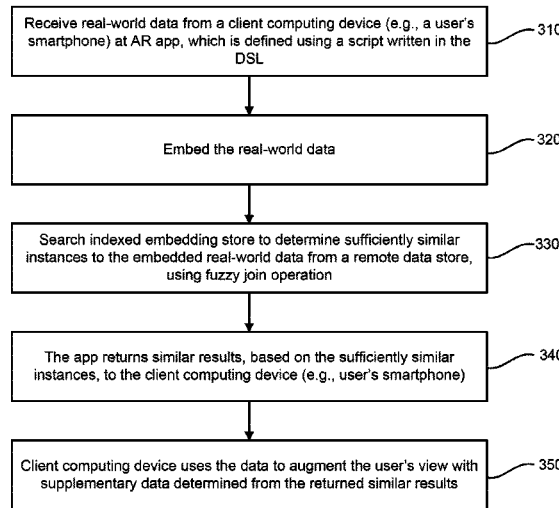 Receive real-world data from a client computing device (e.g., a user's
smartphone) at AR app, which is defined using a script written in the
DSL
310
Embed the real-world data
320
Search indexed embedding store to determine sufficiently similar
instances to the embedded real-world data from a remote data store,
using fuzzy join operation
330
The app returns similar results, based on the sufficiently similar
instances, to the client computing device (e.g., user's smartphone)
340
Client computing device uses the data to augment the user's view with
supplementary data determined from the returned similar results
350